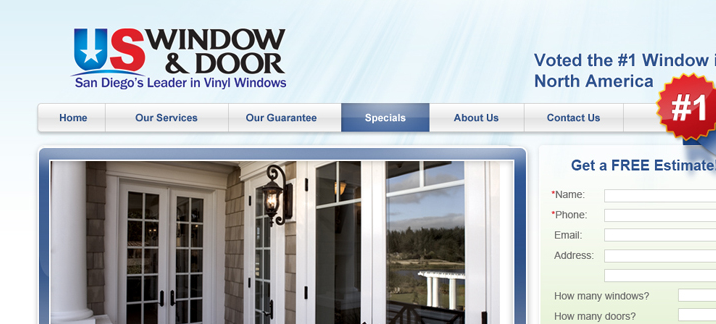 US WINDOW
& DOOR
San Diego's Leader in Vinyl Windows
Voted the #1 Window
North America
#1
Home Our Services Our Guarantee Specials About Us Contact Us
Get a FREE Estimate
*Name:
*Phone:
Email:
Address:
How many windows?
How many doors?